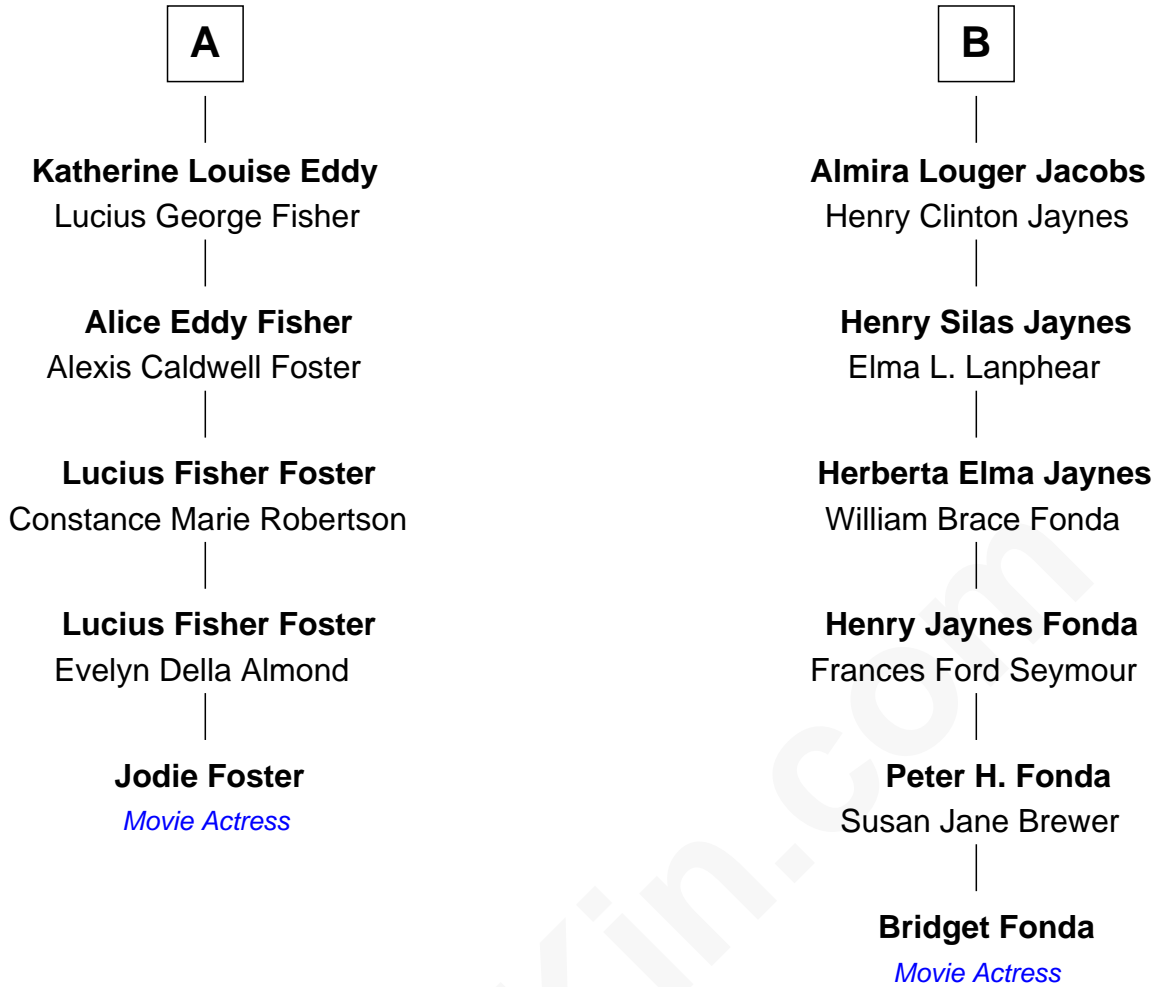 A
Katherine Louise Eddy
Lucius George Fisher
Alice Eddy Fisher
Alexis Caldwell Foster
Lucius Fisher Foster
Constance Marie Robertson
Lucius Fisher Foster
Evelyn Della Almond
Jodie Foster
Movie Actress
B
Almira Louger Jacobs
Henry Clinton Jaynes
Henry Silas Jaynes
Elma L. Lanphear
Herberta Elma Jaynes
William Brace Fonda
Henry Jaynes Fonda
Frances Ford Seymour
Peter H. Fonda
Susan Jane Brewer
Bridget Fonda
Movie Actress
Kin.com